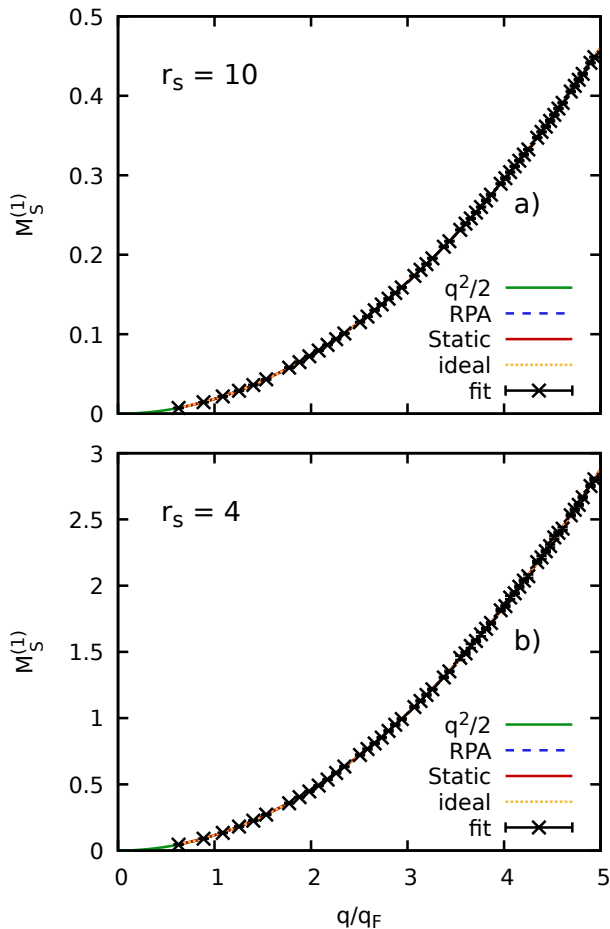 0.5
0.4
0.3
0.2
0.1
0
M_S^(1)
r_s = 10
a)
q^2/2
RPA
Static
ideal
fit
3
2.5
2
1.5
1
0.5
0
M_S^(1)
r_s = 4
b)
q^2/2
RPA
Static
ideal
fit
0 1 2 3 4 5
q/q_F